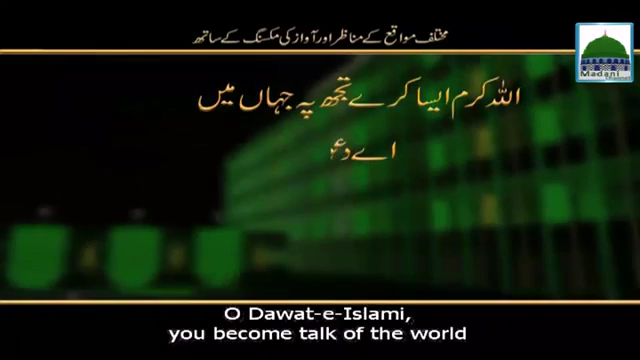 مختلف مواقع کے مناظر اور آواز کی مکسنگ کے ساتھ
Madani
اللہ کرم ایسا کرے تجھ پہ جہاں میں
اے دعو
O Dawat-e-Islami,
you become talk of the world